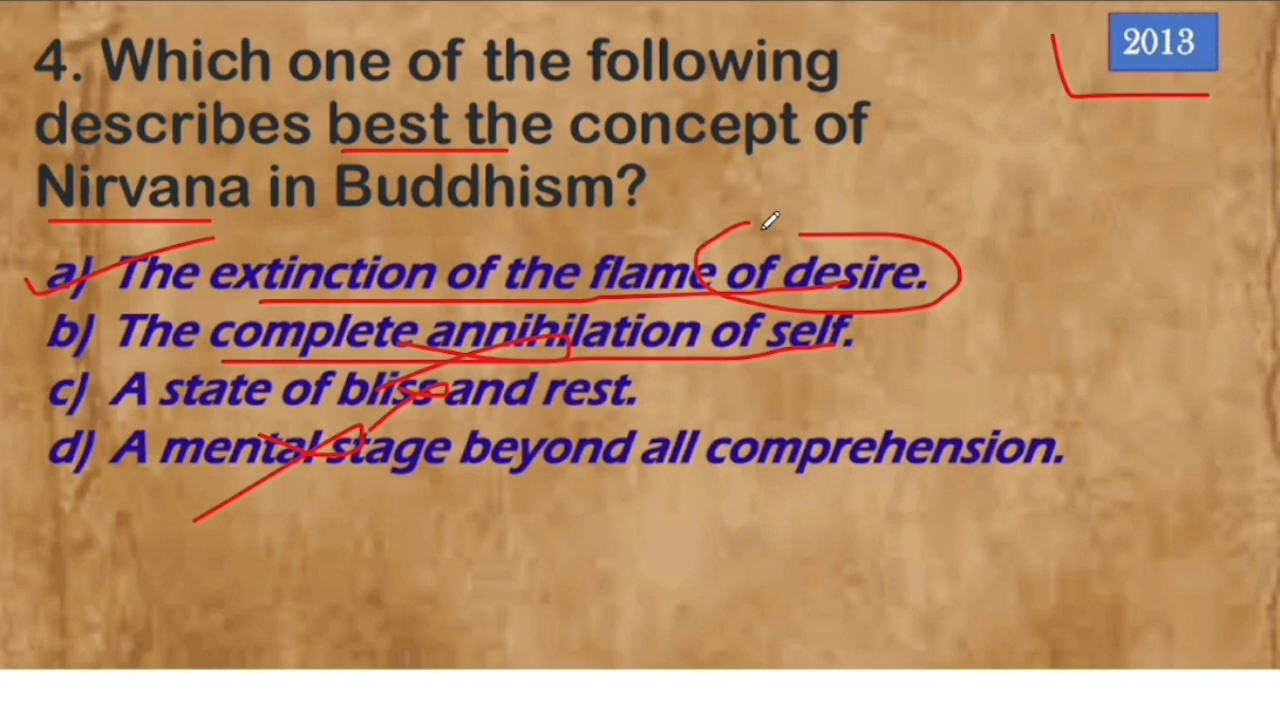 2013
4. Which one of the following
describes best the concept of
Nirvana in Buddhism?
a) The extinction of the flame of desire.
b) The complete annihilation of self.
c) A state of bliss and rest.
d) A mental stage beyond all comprehension.